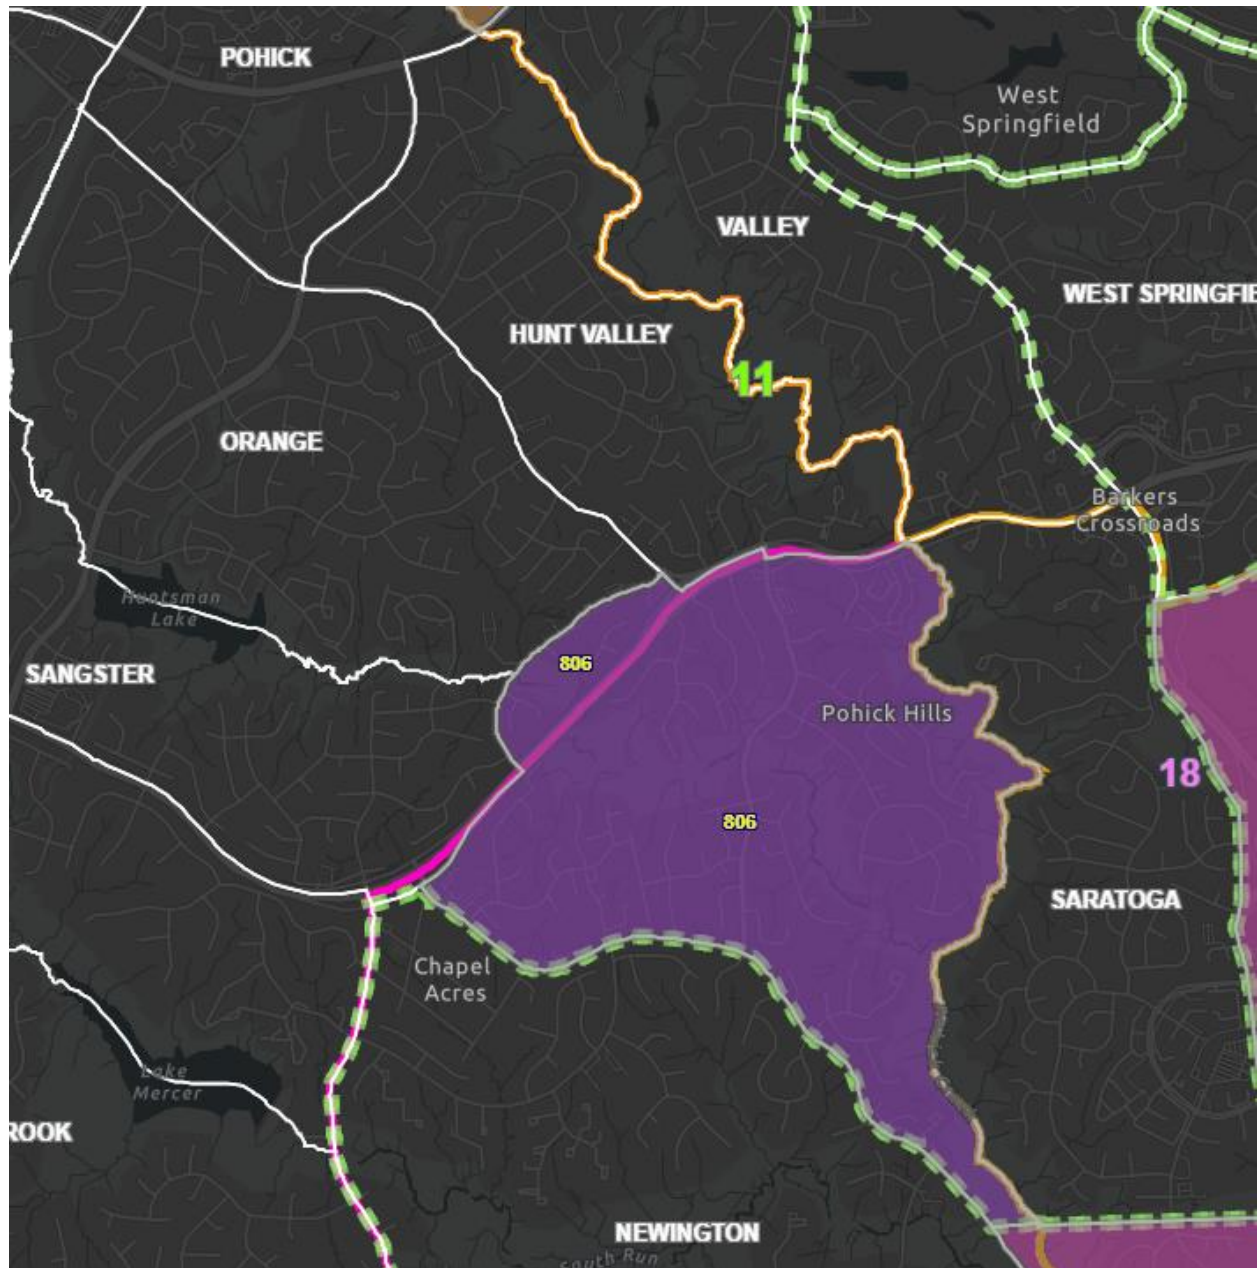 POHICK
West
Springfield
VALLEY
WEST SPRINGFIE
HUNT VALLEY
11
ORANGE
Barkers
Crossroads
Huntsman
Lake
806
SANGSTER
Pohick Hills
18
806
SARATOGA
Chapel
Acres
Lake
Mercer
ROOK
NEWINGTON
South Run